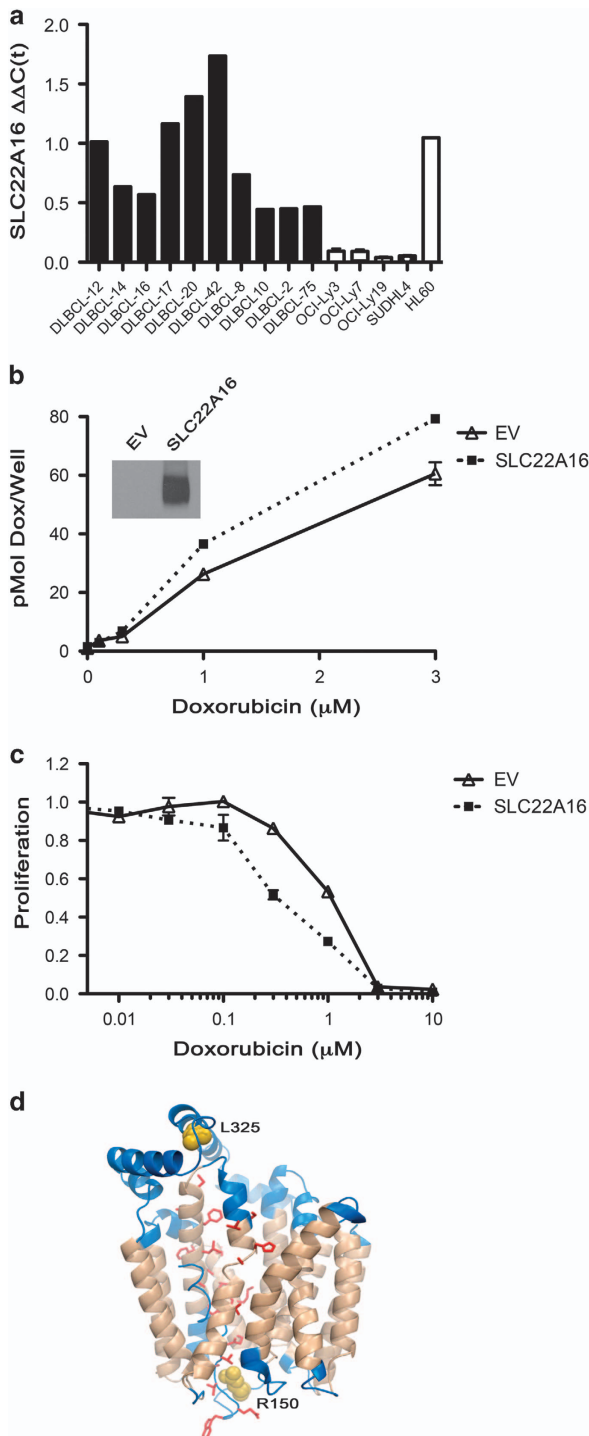 a
SLC22A16 ΔΔC(t)
2.0
1.5
1.0
0.5
0.0
DLBCL-12
DLBCL-14
DLBCL-16
DLBCL-17
DLBCL-20
DLBCL-42
DLBCL-8
DLBCL10
DLBCL-2
DLBCL-75
OCI-Ly3
OCI-Ly7
OCI-Ly19
SUDHL4
HL60
b
pMol Dox/Well
80
60
40
20
0
EV
SLC22A16
EV
SLC22A16
0 1 2 3
Doxorubicin (μM)
c
Proliferation
1.2
1.0
0.8
0.6
0.4
0.2
0.0
EV
SLC22A16
0.01 0.1 1 10
Doxorubicin (μM)
d
L325
R150